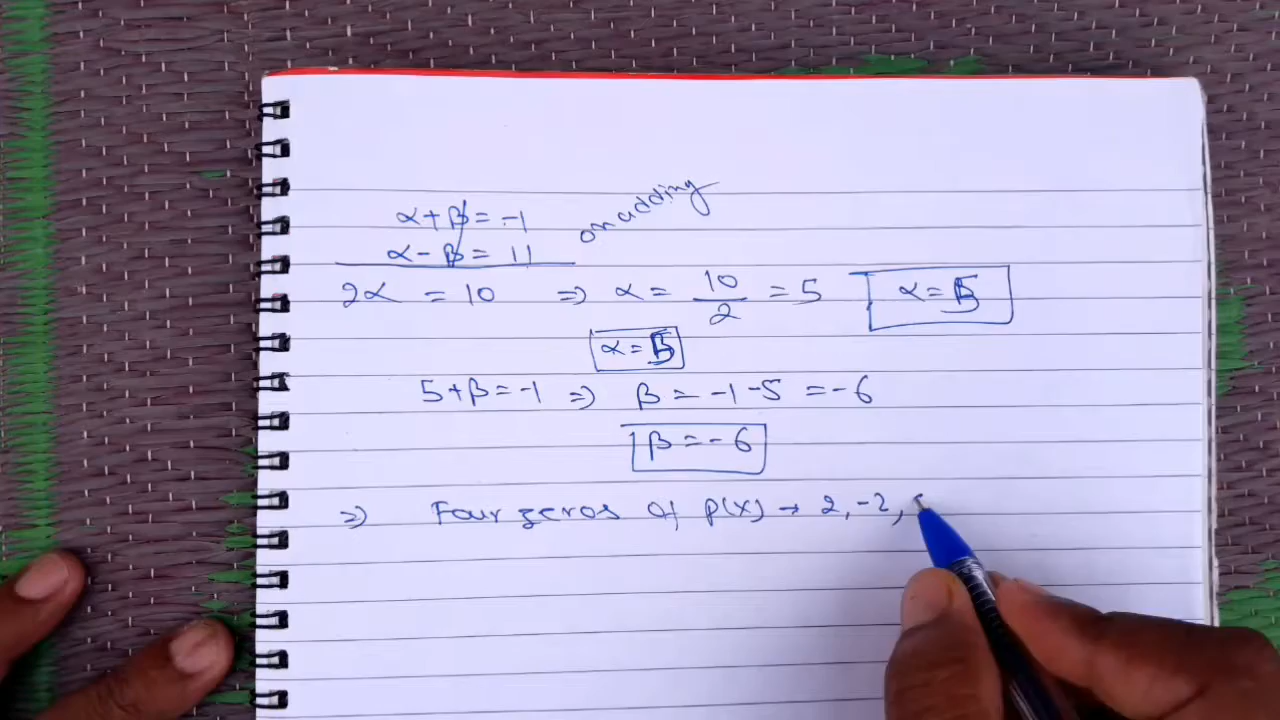 α+β = -1
α-β = 11
on adding
2α = 10 ⇒ α = 10/2 = 5 α = 5
α = 5
5+β = -1 ⇒ β = -1-5 = -6
β = -6
⇒ Four zeros of p(x) → 2, -2,